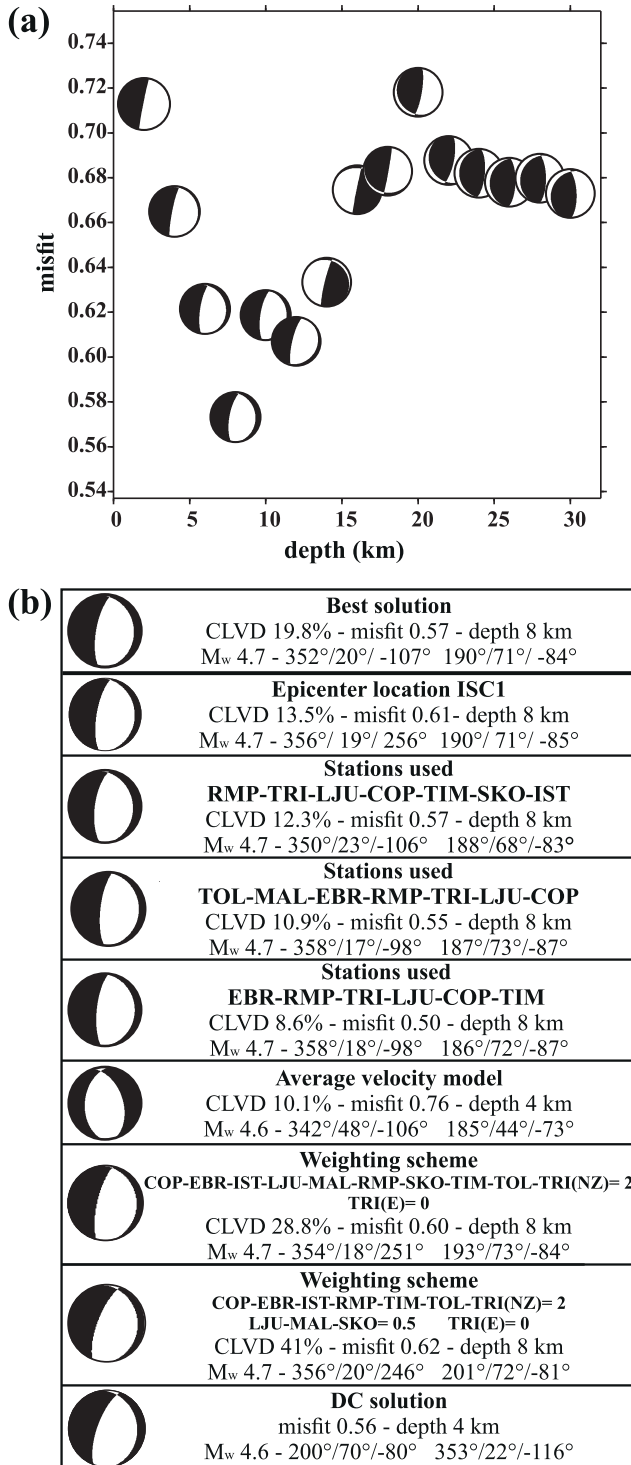 (a)
0.74
0.72
0.70
0.68
0.66
0.64
0.62
0.60
0.58
0.56
0.54
misfit
0 5 10 15 20 25 30
depth (km)
(b)
Best solution
CLVD 19.8% - misfit 0.57 - depth 8 km
Mw 4.7 - 352°/20°/ -107° 190°/71°/ -84°
Epicenter location ISC1
CLVD 13.5% - misfit 0.61- depth 8 km
Mw 4.7 - 356°/ 19°/ 256° 190°/ 71°/ -85°
Stations used
RMP-TRI-LJU-COP-TIM-SKO-IST
CLVD 12.3% - misfit 0.57 - depth 8 km
Mw 4.7 - 350°/23°/-106° 188°/68°/-83°
Stations used
TOL-MAL-EBR-RMP-TRI-LJU-COP
CLVD 10.9% - misfit 0.55 - depth 8 km
Mw 4.7 - 358°/17°/-98° 187°/73°/-87°
Stations used
EBR-RMP-TRI-LJU-COP-TIM
CLVD 8.6% - misfit 0.50 - depth 8 km
Mw 4.7 - 358°/18°/-98° 186°/72°/-87°
Average velocity model
CLVD 10.1% - misfit 0.76 - depth 4 km
Mw 4.6 - 342°/48°/-106° 185°/44°/-73°
Weighting scheme
COP-EBR-IST-LJU-MAL-RMP-SKO-TIM-TOL-TRI(NZ)= 2
TRI(E)= 0
CLVD 28.8% - misfit 0.60 - depth 8 km
Mw 4.7 - 354°/18°/251° 193°/73°/-84°
Weighting scheme
COP-EBR-IST-RMP-TIM-TOL-TRI(NZ)= 2
LJU-MAL-SKO= 0.5 TRI(E)= 0
CLVD 41% - misfit 0.62 - depth 8 km
Mw 4.7 - 356°/20°/246° 201°/72°/-81°
DC solution
misfit 0.56 - depth 4 km
Mw 4.6 - 200°/70°/-80° 353°/22°/-116°